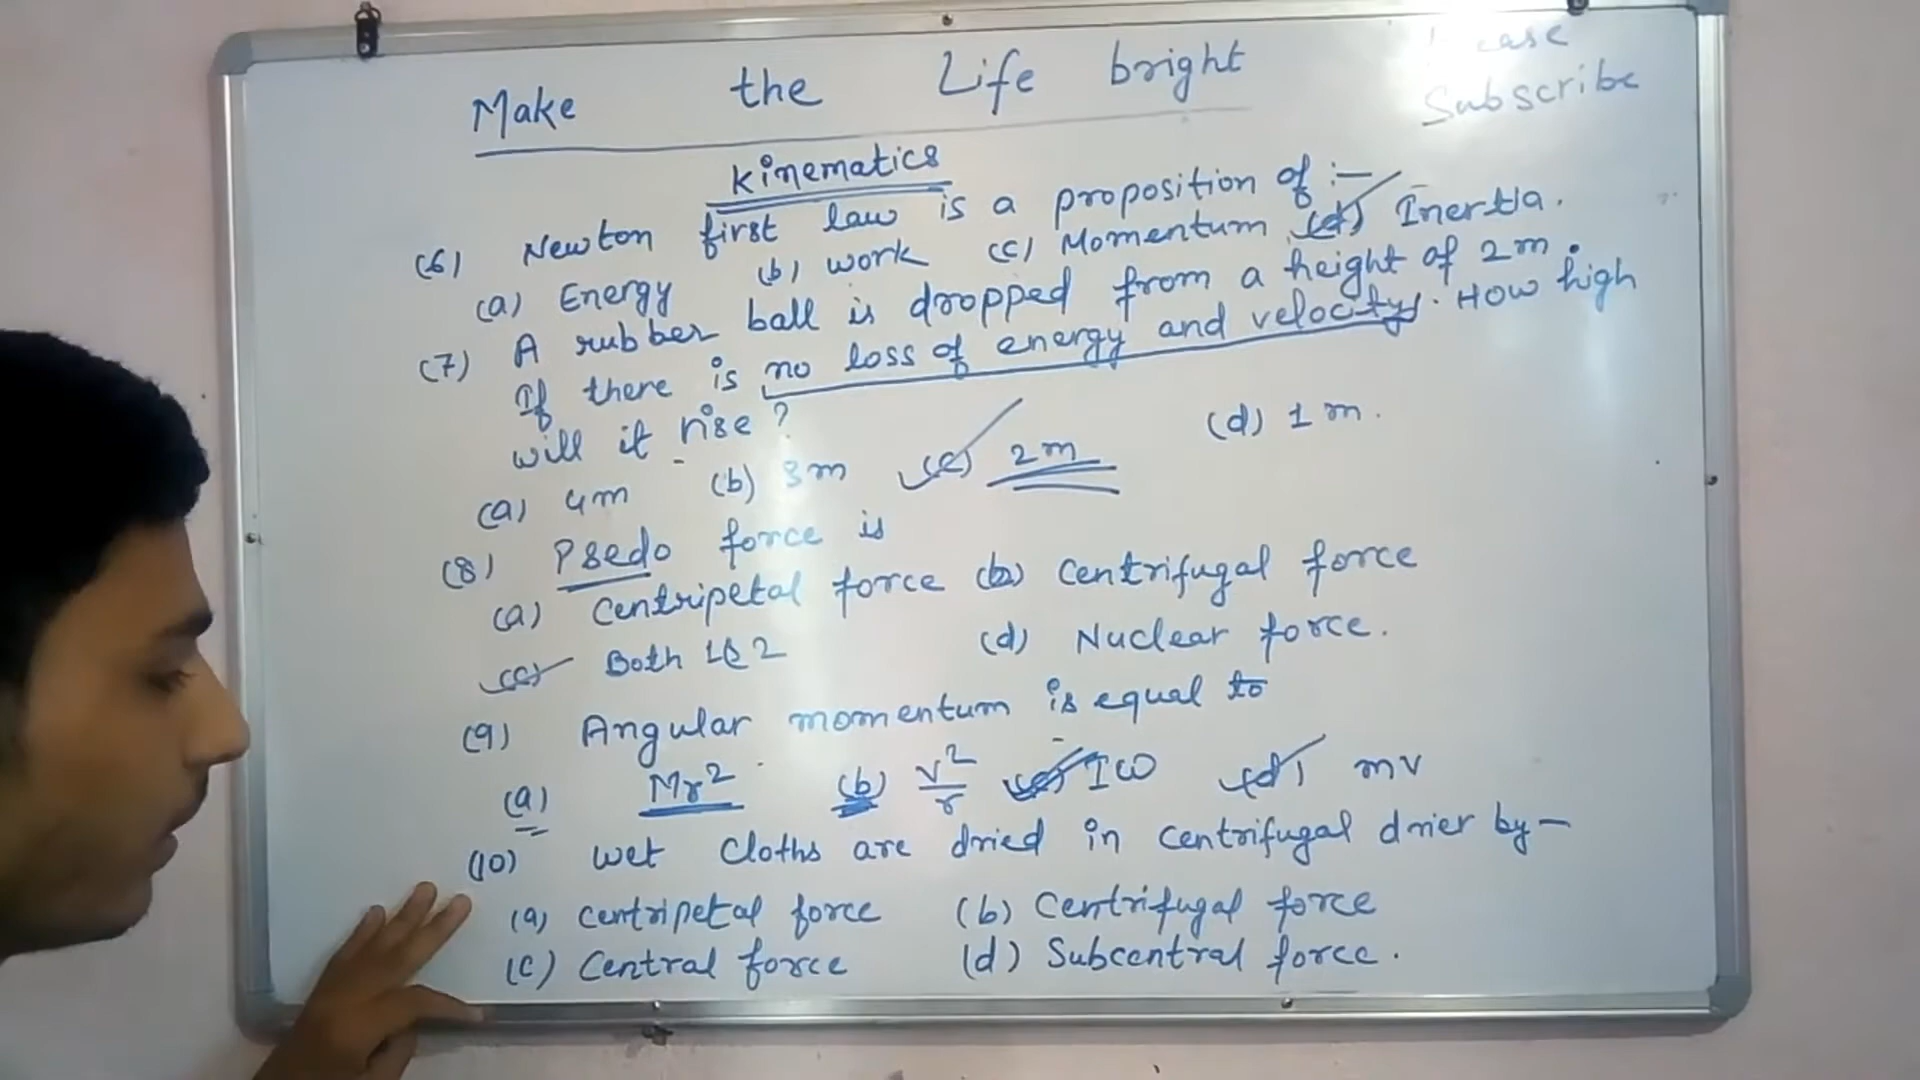 Make the Life bright
Please
Subscribe
Kinematics
(6) Newton first law is a proposition of :-
(a) Energy (b) work (c) Momentum (d) Inertia.
(7) A rubber ball is dropped from a height of 2m.
If there is no loss of energy and velocity. How high
will it rise?
(a) 4m (b) 3m (c) 2m (d) 1m.
(8) Psedo force is
(a) Centripetal force (b) Centrifugal force
(c) Both 1&2 (d) Nuclear force.
(9) Angular momentum is equal to
(a) Mr² (b) v²/r (c) Iω (d) mv
(10) Wet Cloths are dried in Centrifugal drier by-
(a) Centripetal force (b) Centrifugal force
(c) Central force (d) Subcentral force.